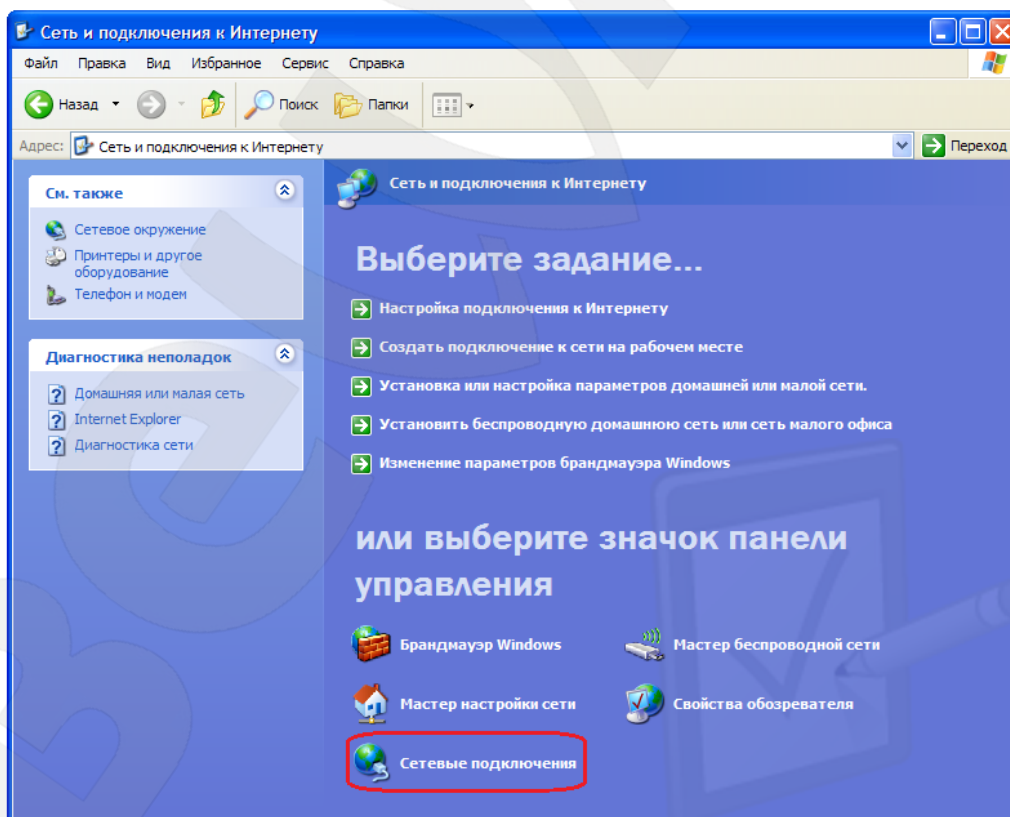 Сеть и подключения к Интернету
Файл Правка Вид Избранное Сервис Справка
Назад Поиск Папки
Адрес: Сеть и подключения к Интернету Переход
См. также
Сетевое окружение
Принтеры и другое
оборудование
Телефон и модем
Диагностика неполадок
Домашняя или малая сеть
Internet Explorer
Диагностика сети
Сеть и подключения к Интернету
Выберите задание...
Настройка подключения к Интернету
Создать подключение к сети на рабочем месте
Установка или настройка параметров домашней или малой сети.
Установить беспроводную домашнюю сеть или сеть малого офиса
Изменение параметров брандмауэра Windows
или выберите значок панели
управления
Брандмауэр Windows Мастер беспроводной сети
Мастер настройки сети Свойства обозревателя
Сетевые подключения